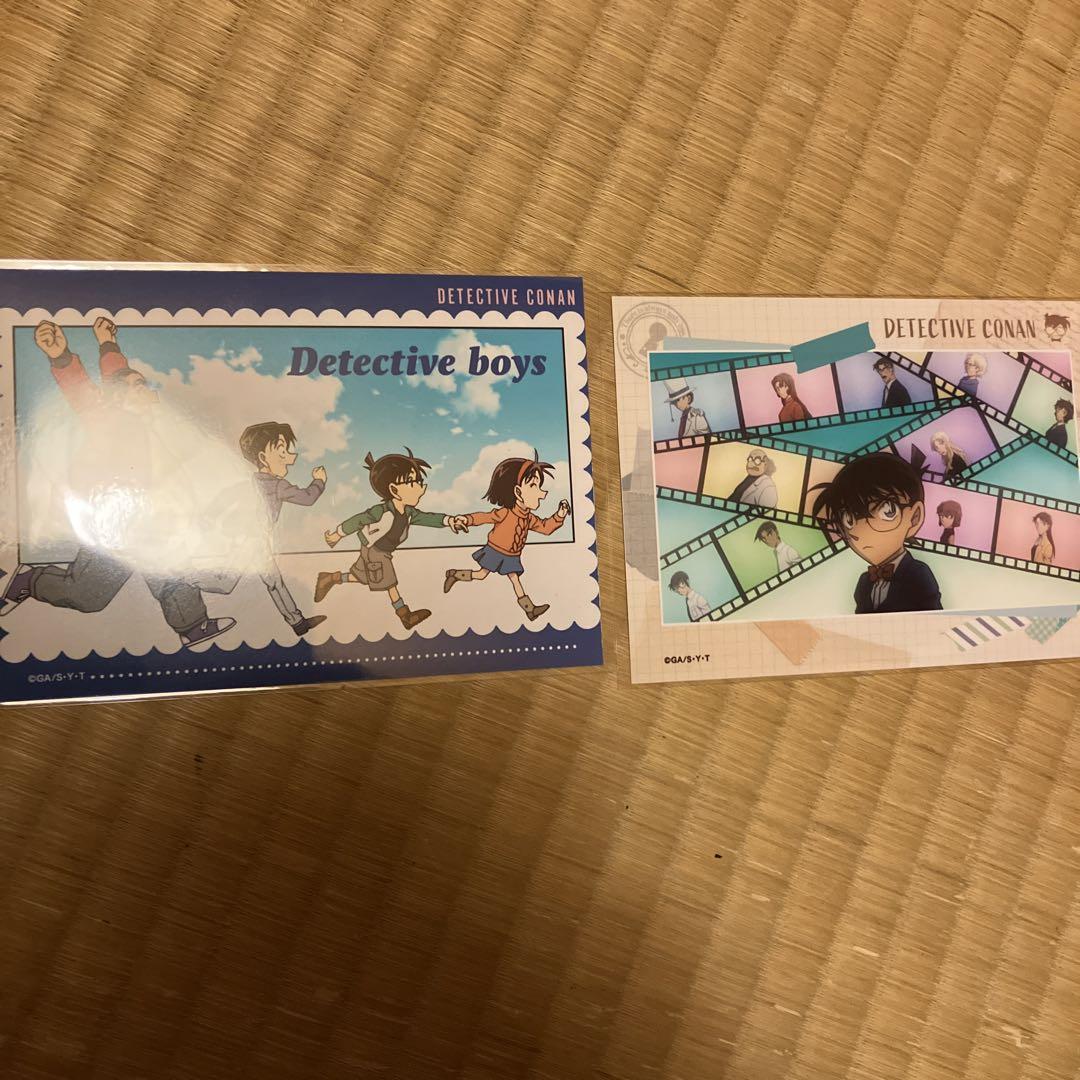 DETECTIVE CONAN
Detective boys
©GA/S・Y・T
DETECTIVE CONAN
©GA/S・Y・T